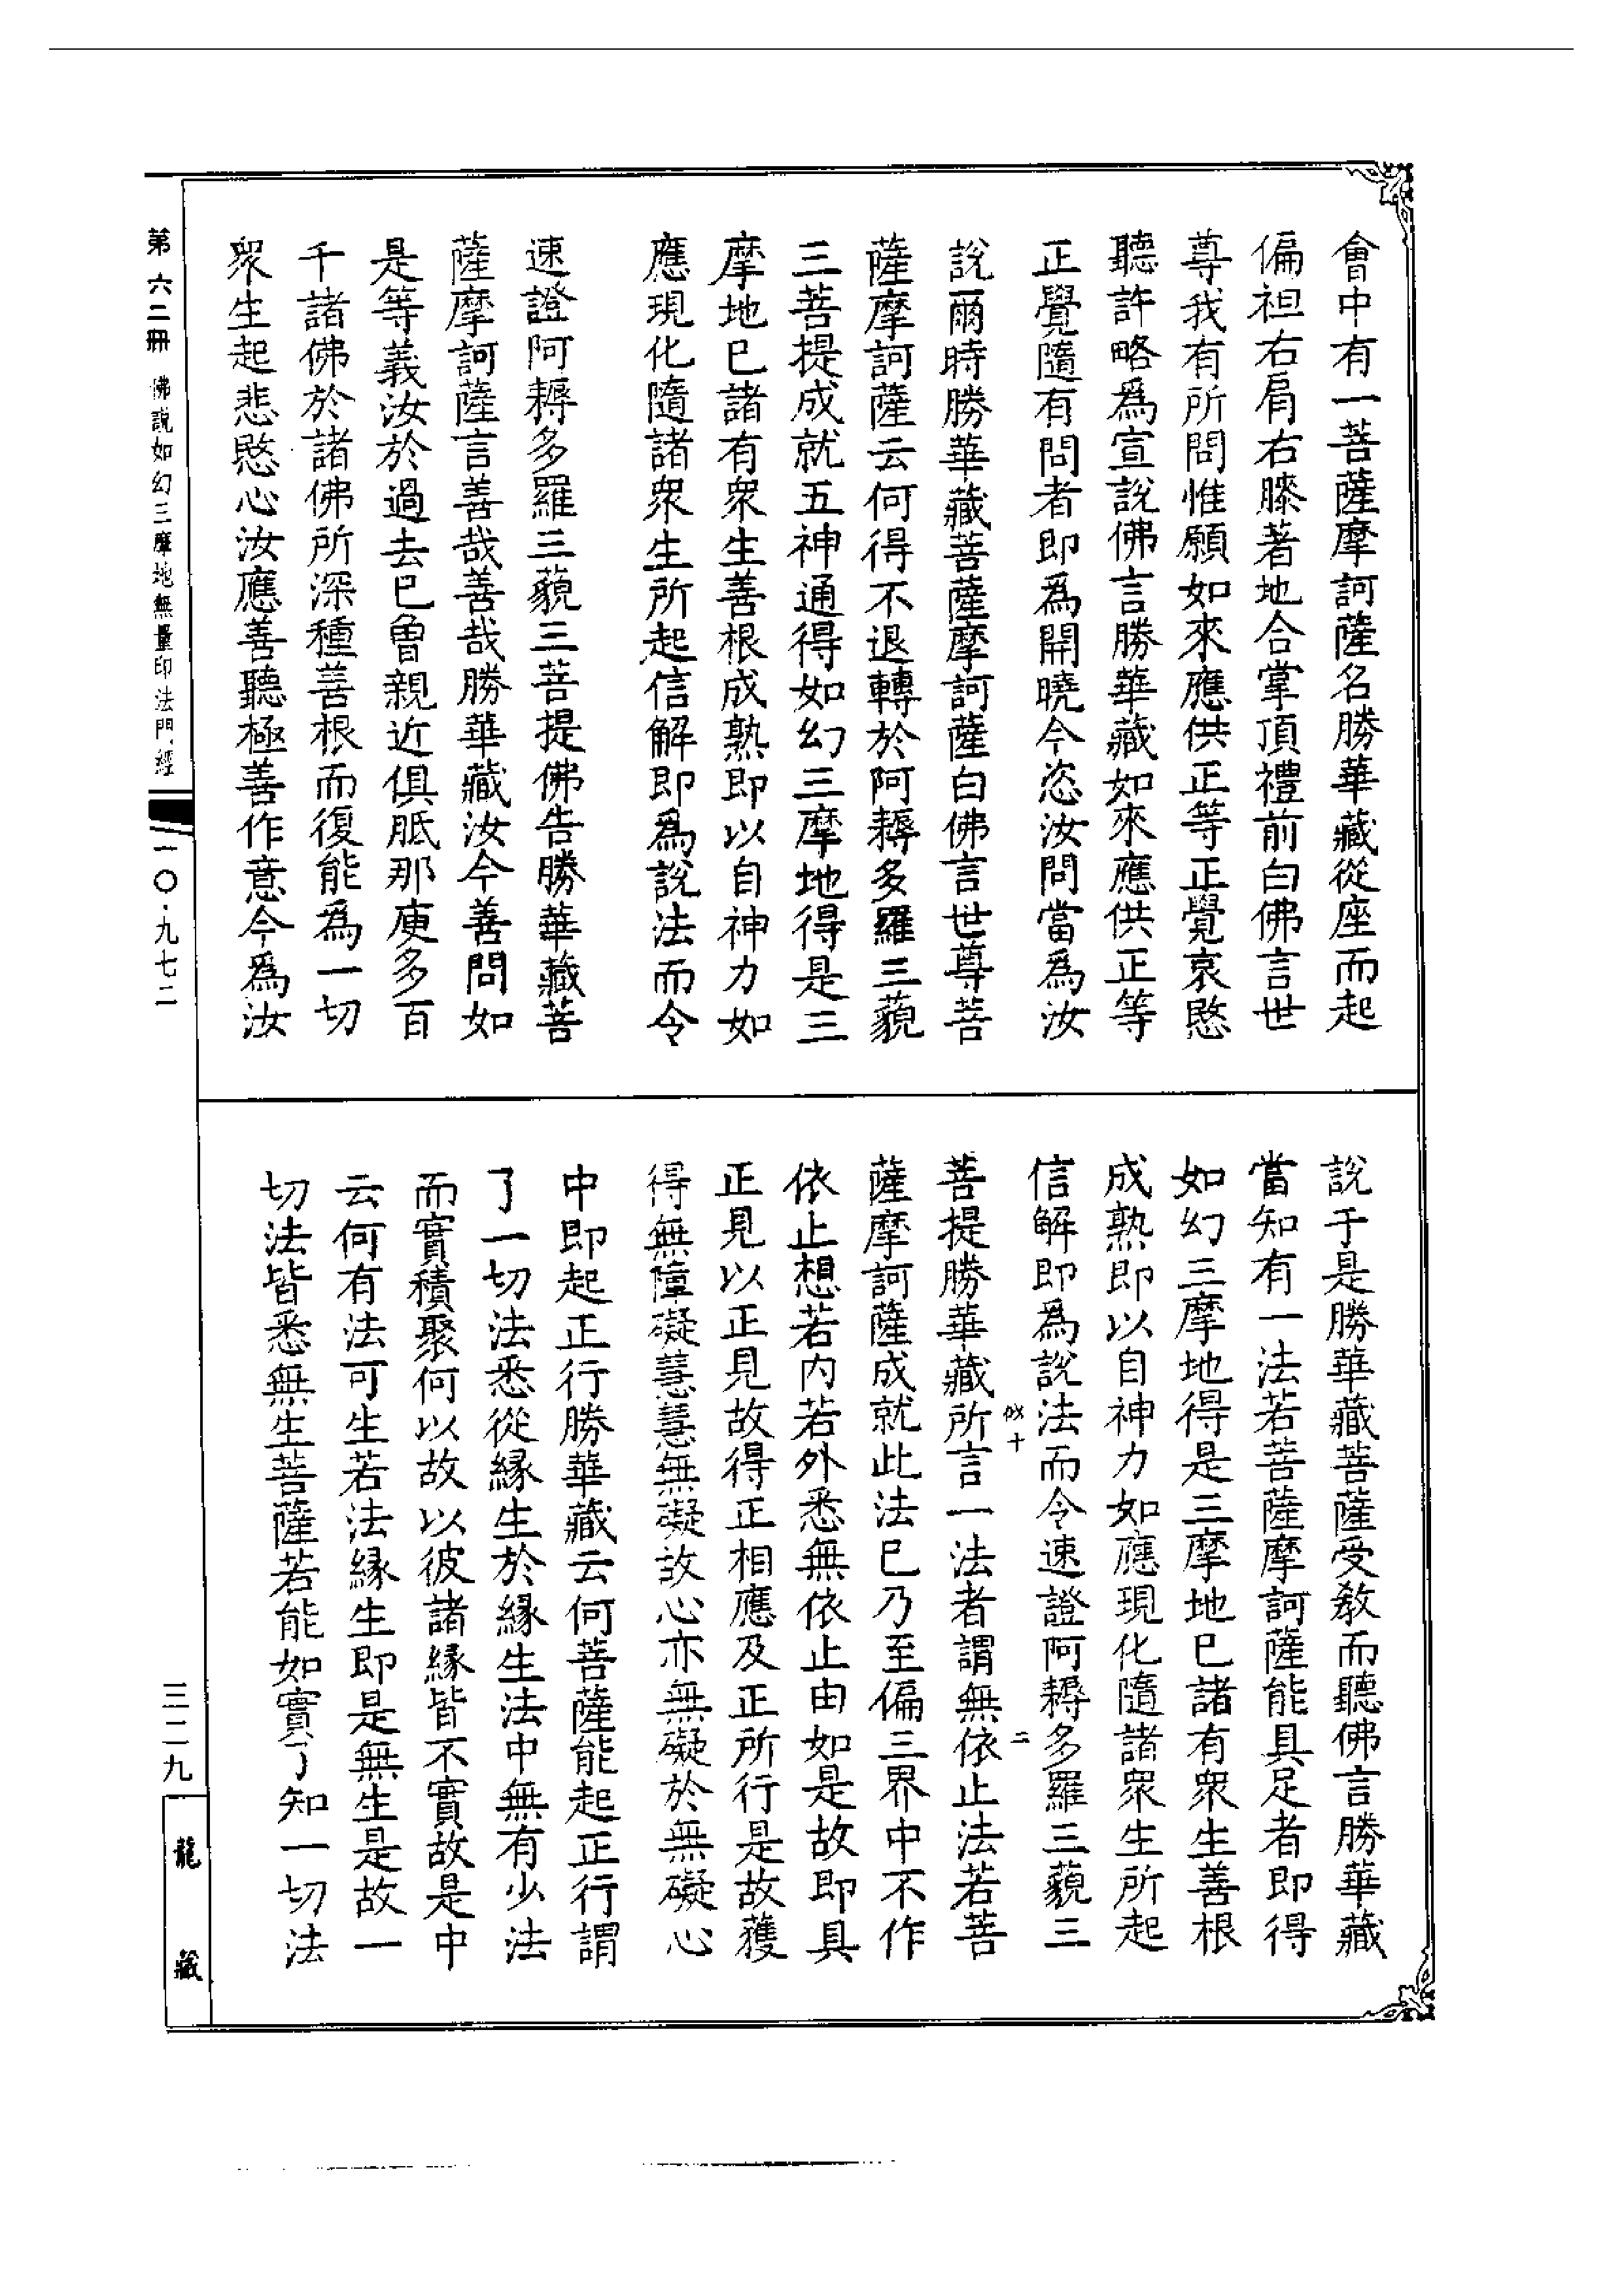 會中有一菩薩摩訶薩名勝華藏從座而起
偏袒右肩右膝著地合掌頂禮前白佛言世
尊我有所問惟願如來應供正等正覺哀愍
聽許略為宣說佛言勝華藏如來應供正等
正覺隨有問者即為開曉今恣汝問當為汝
說爾時勝華藏菩薩摩訶薩白佛言世尊菩
薩摩訶薩云何得不退轉於阿耨多羅三藐
三菩提成就五神通得如幻三摩地得是三
摩地已諸有衆生善根成熟即以自神力如
應現化隨諸衆生所起信解即為說法而令
速證阿耨多羅三藐三菩提佛告勝華藏菩
薩摩訶薩言善哉善哉勝華藏汝今善問如
是等義汝於過去已曾親近俱胝那庾多百
千諸佛於諸佛所深種善根而復能為一切
衆生起悲愍心汝應善聽極善作意今為汝
說于是勝華藏菩薩受教而聽佛言勝華藏
當知有一法若菩薩摩訶薩能具足者即得
如幻三摩地得是三摩地已諸有衆生善根
成熟即以自神力如應現化隨諸衆生所起
信解即為說法而令速證阿耨多羅三藐三
十 二
菩提勝華藏所言一法者謂無依止法若菩
薩摩訶薩成就此法已乃至徧三界中不作
依止想若内若外悉無依止由如是故即具
正見以正見故得正相應及正所行是故獲
得無障礙慧慧無礙故心亦無礙於無礙心
中即起正行勝華藏云何菩薩能起正行謂
了一切法悉從緣生於緣生法中無有少法
而實積聚何以故以彼諸緣皆不實故是中
云何有法可生若法緣生即是無生是故一
切法皆悉無生菩薩若能如實了知一切法
第六二冊 佛說如幻三摩地無量印法門經
一〇·九七二
三二九
龍藏